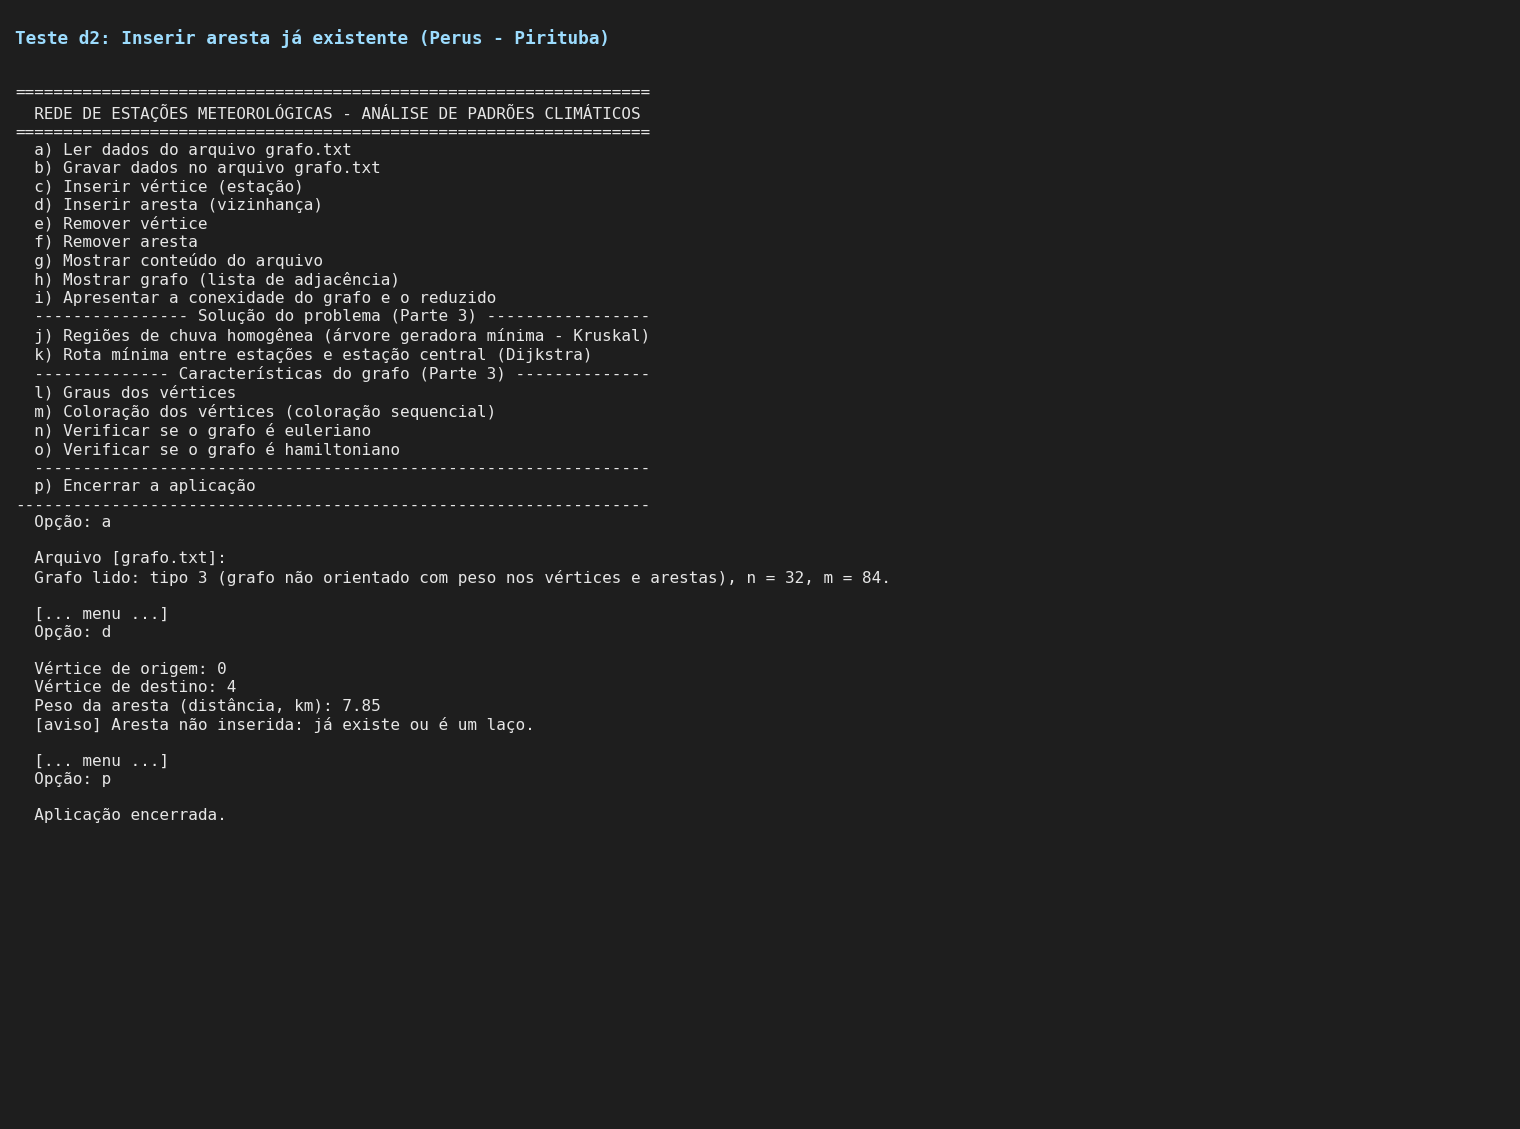 Teste d2: Inserir aresta já existente (Perus - Pirituba)
==================================================================
REDE DE ESTAÇÕES METEOROLÓGICAS - ANÁLISE DE PADRÕES CLIMÁTICOS
==================================================================
a) Ler dados do arquivo grafo.txt
b) Gravar dados no arquivo grafo.txt
c) Inserir vértice (estação)
d) Inserir aresta (vizinhança)
e) Remover vértice
f) Remover aresta
g) Mostrar conteúdo do arquivo
h) Mostrar grafo (lista de adjacência)
i) Apresentar a conexidade do grafo e o reduzido
---------------- Solução do problema (Parte 3) -----------------
j) Regiões de chuva homogênea (árvore geradora mínima - Kruskal)
k) Rota mínima entre estações e estação central (Dijkstra)
-------------- Características do grafo (Parte 3) --------------
l) Graus dos vértices
m) Coloração dos vértices (coloração sequencial)
n) Verificar se o grafo é euleriano
o) Verificar se o grafo é hamiltoniano
----------------------------------------------------------------
p) Encerrar a aplicação
------------------------------------------------------------------
Opção: a
Arquivo [grafo.txt]:
Grafo lido: tipo 3 (grafo não orientado com peso nos vértices e arestas), n = 32, m = 84.
[... menu ...]
Opção: d
Vértice de origem: 0
Vértice de destino: 4
Peso da aresta (distância, km): 7.85
[aviso] Aresta não inserida: já existe ou é um laço.
[... menu ...]
Opção: p
Aplicação encerrada.